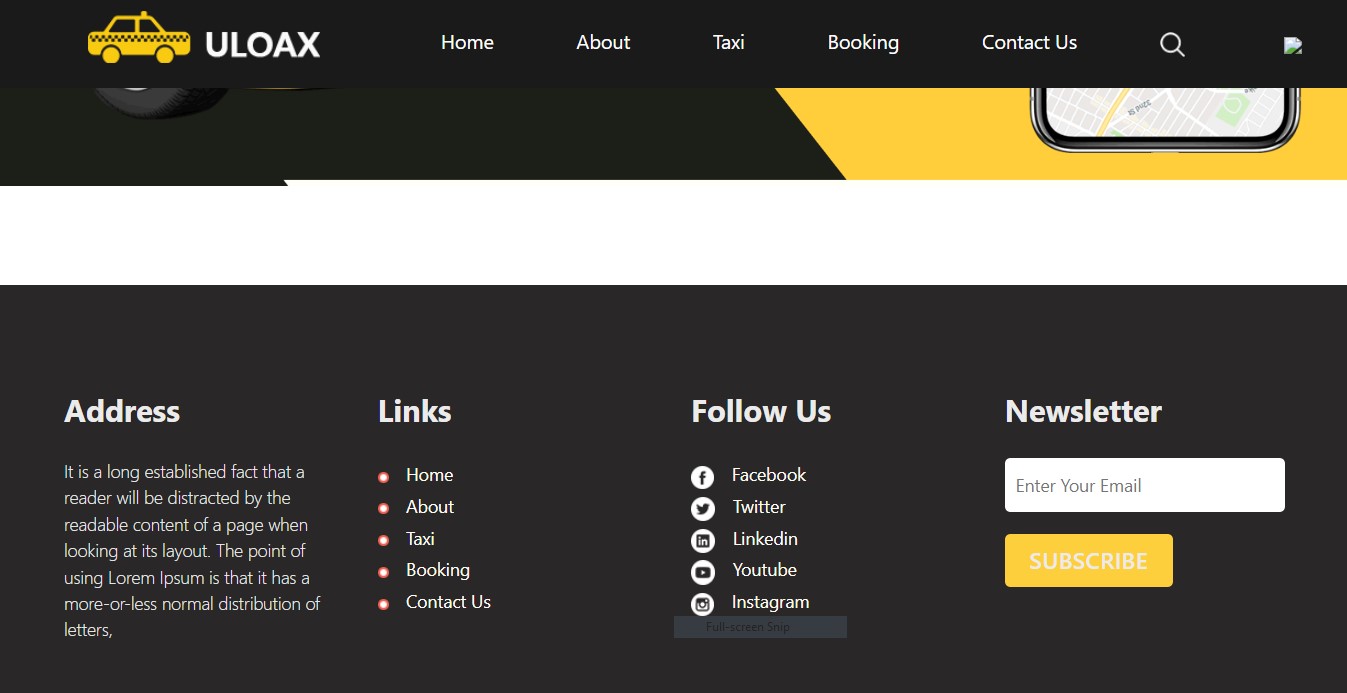 ULOAX
Home
About
Taxi
Booking
Contact Us
32nd St
Address
It is a long established fact that a
reader will be distracted by the
readable content of a page when
looking at its layout. The point of
using Lorem Ipsum is that it has a
more-or-less normal distribution of
letters,
Links
Home
About
Taxi
Booking
Contact Us
Follow Us
Facebook
Twitter
Linkedin
Youtube
Instagram
Full-screen Snip
Newsletter
Enter Your Email
SUBSCRIBE